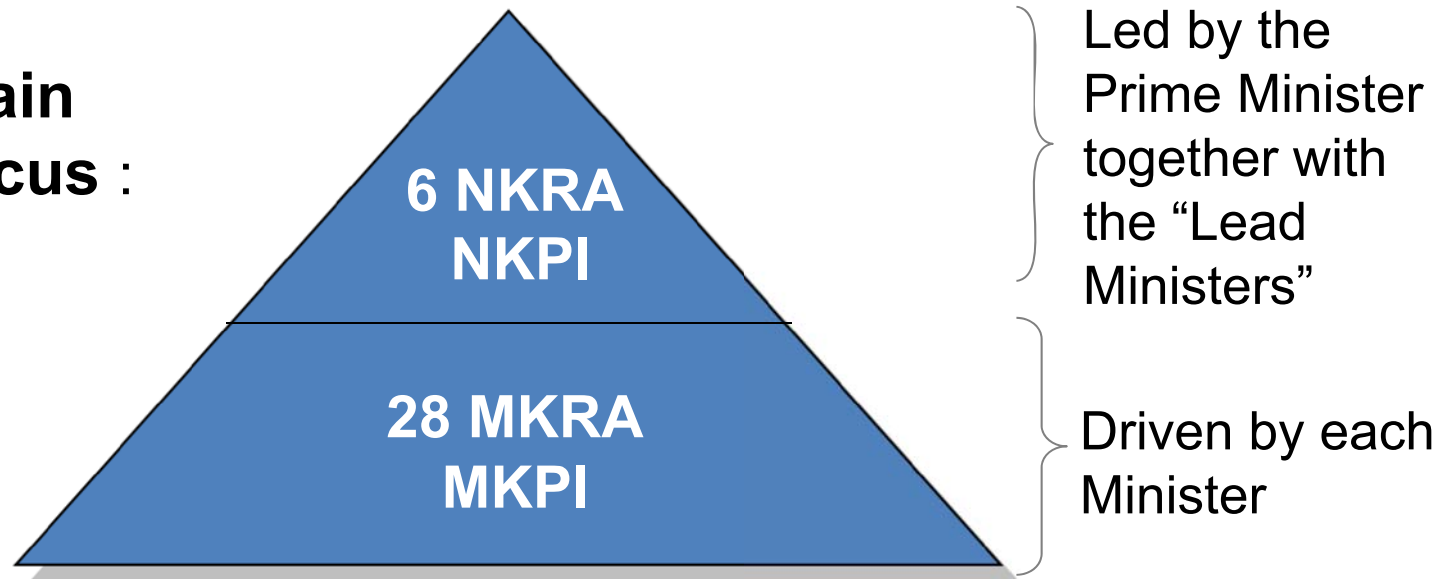 ain
cus :
6 NKRA
NKPI
28 MKRA
MKPI
Led by the
Prime Minister
together with
the “Lead
Ministers”
Driven by each
Minister